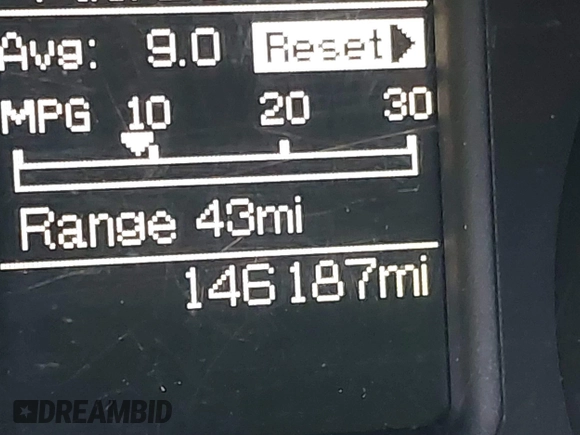 Avg: 9.0 Reset
MPG 10 20 30
Range 43mi
146187mi
DREAMBID